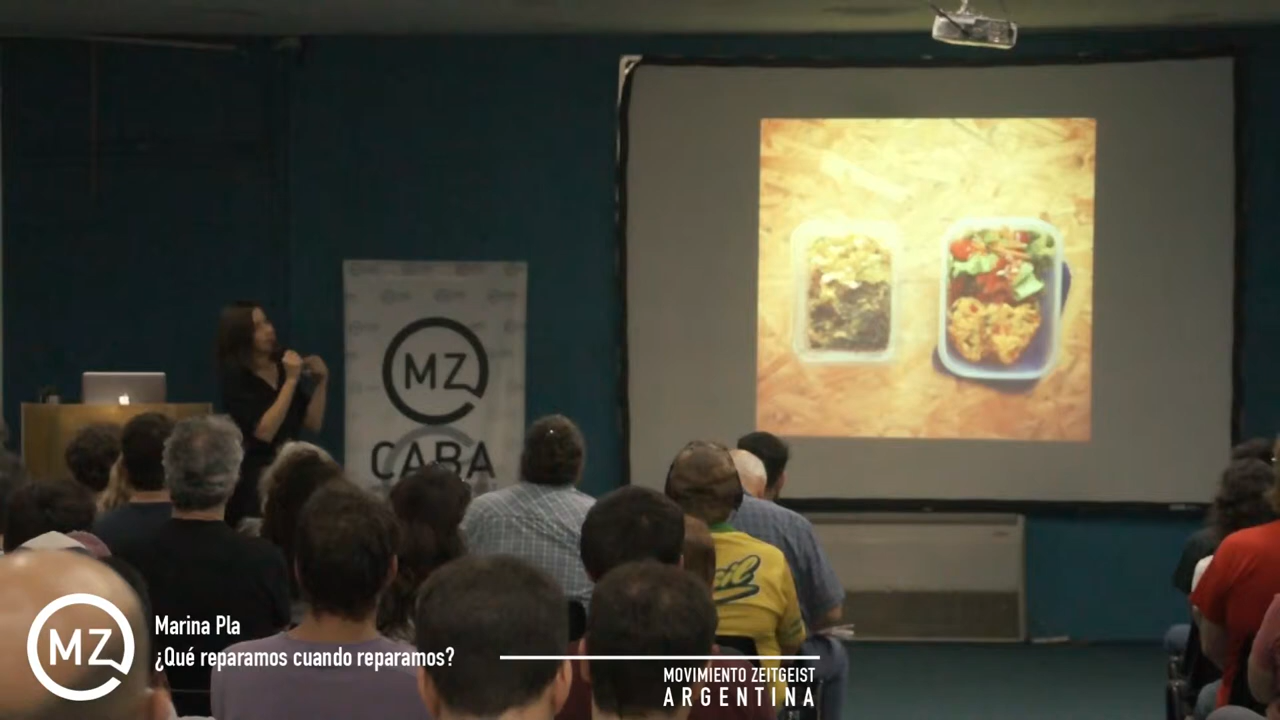 MZ
CABA
MZ
Marina Pla
¿Qué reparamos cuando reparamos?
MOVIMIENTO ZEITGEIST
ARGENTINA